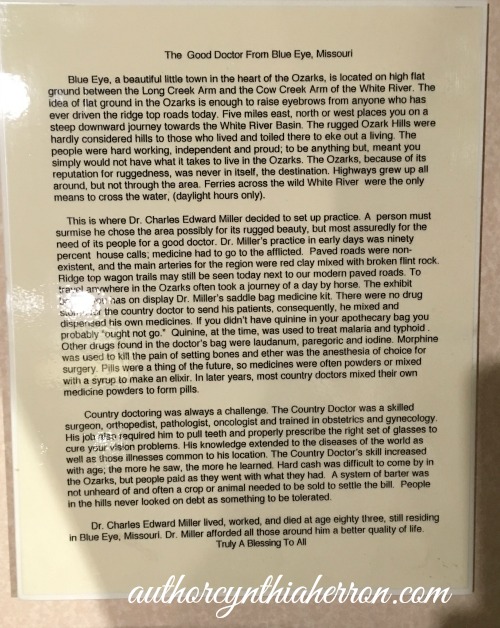 The Good Doctor From Blue Eye, Missouri
Blue Eye, a beautiful little town in the heart of the Ozarks, is located on high flat
ground between the Long Creek Arm and the Cow Creek Arm of the White River. The
idea of flat ground in the Ozarks is enough to raise eyebrows from anyone who has
ever driven the ridge top roads today. Five miles east, north or west places you on a
steep downward journey towards the White River Basin. The rugged Ozark Hills were
hardly considered hills to those who lived and toiled there to eke out a living. The
people were hard working, independent and proud; to be anything but, meant you
simply would not have what it takes to live in the Ozarks. The Ozarks, because of its
reputation for ruggedness, was never in itself, the destination. Highways grew up all
around, but not through the area. Ferries across the wild White River were the only
means to cross the water, (daylight hours only).
This is where Dr. Charles Edward Miller decided to set up practice. A person must
surmise he chose the area possibly for its rugged beauty, but most assuredly for the
need of its people for a good doctor. Dr. Miller's practice in early days was ninety
percent house calls; medicine had to go to the afflicted. Paved roads were non-
existent, and the main arteries for the region were red clay mixed with broken flint rock.
Ridge top wagon trails may still be seen today next to our modern paved roads. To
travel anywhere in the Ozarks often took a journey of a day by horse. The exhibit
has on display Dr. Miller's saddle bag medicine kit. There were no drug
for the country doctor to send his patients, consequently, he mixed and
dispensed his own medicines. If you didn't have quinine in your apothecary bag you
probably "ought not go." Quinine, at the time, was used to treat malaria and typhoid.
Other drugs found in the doctor's bag were laudanum, paregoric and iodine. Morphine
was used to kill the pain of setting bones and ether was the anesthesia of choice for
surgery. Pills were a thing of the future, so medicines were often powders or mixed
with a syrup to make an elixir. In later years, most country doctors mixed their own
medicine powders to form pills.
Country doctoring was always a challenge. The Country Doctor was a skilled
surgeon, orthopedist, pathologist, oncologist and trained in obstetrics and gynecology.
His job also required him to pull teeth and properly prescribe the right set of glasses to
cure your vision problems. His knowledge extended to the diseases of the world as
well as those illnesses common to his location. The Country Doctor's skill increased
with age; the more he saw, the more he learned. Hard cash was difficult to come by in
the Ozarks, but people paid as they went with what they had. A system of barter was
not unheard of and often a crop or animal needed to be sold to settle the bill. People
in the hills never looked on debt as something to be tolerated.
Dr. Charles Edward Miller lived, worked, and died at age eighty three, still residing
in Blue Eye, Missouri. Dr. Miller afforded all those around him a better quality of life.
Truly A Blessing To All
authorcynthiaherron.com